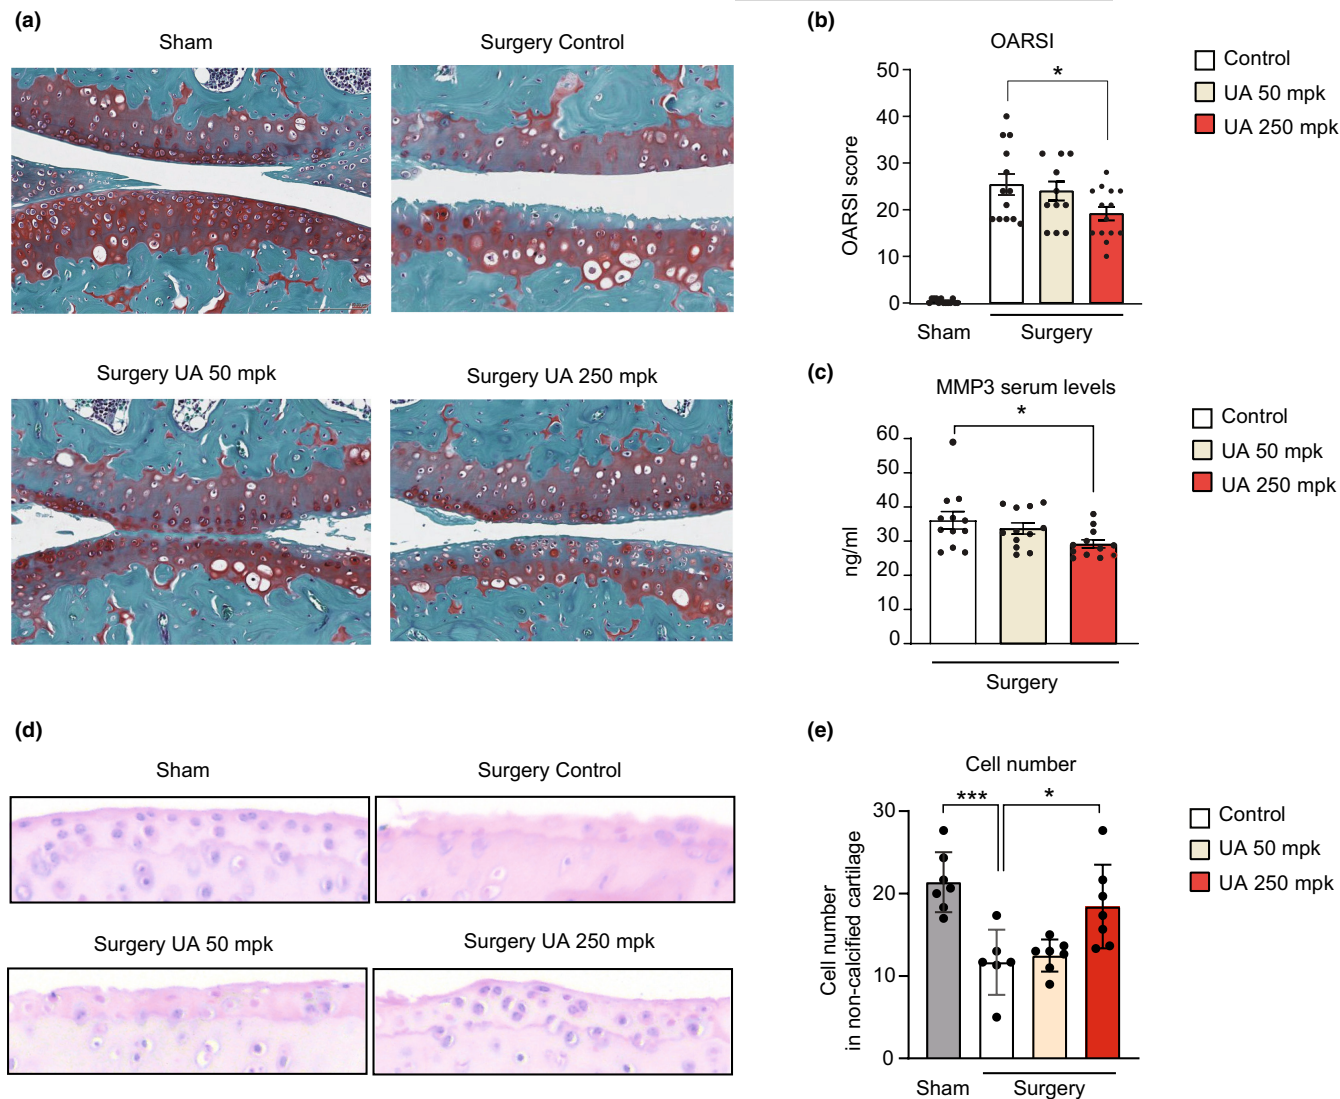 (a)
Sham
Surgery Control
Surgery UA 50 mpk
Surgery UA 250 mpk
(b)
OARSI
*
OARSI score
50
40
30
20
10
0
Sham
Surgery
Control
UA 50 mpk
UA 250 mpk
(c)
MMP3 serum levels
*
ng/ml
60
50
40
30
20
10
0
Surgery
Control
UA 50 mpk
UA 250 mpk
(d)
Sham
Surgery Control
Surgery UA 50 mpk
Surgery UA 250 mpk
(e)
Cell number
***
*
Cell number
in non-calcified cartilage
30
20
10
0
Sham
Surgery
Control
UA 50 mpk
UA 250 mpk